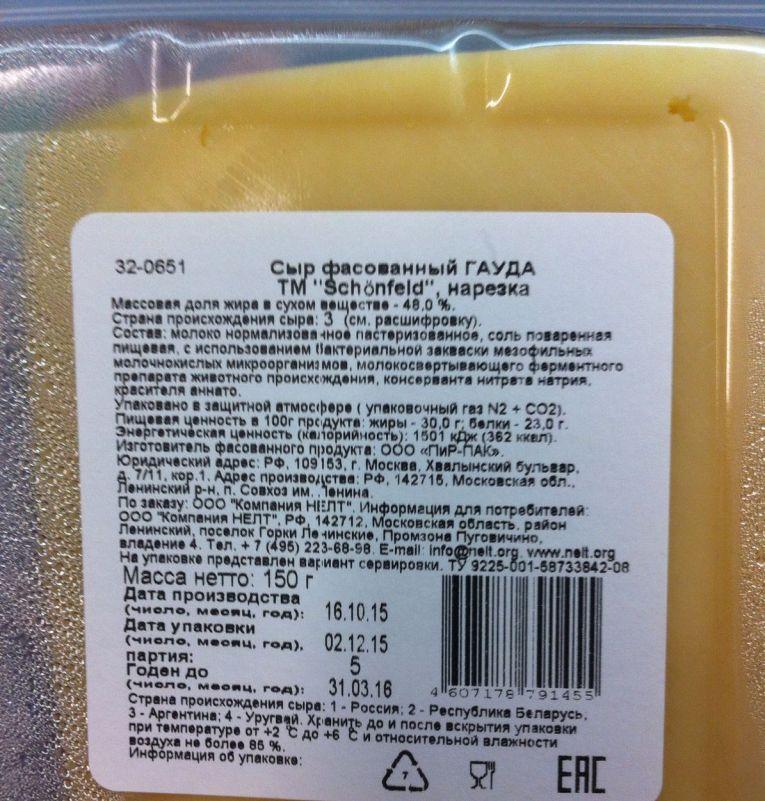 32-0651
Сыр фасованный ГАУДА
ТМ "Schönfeld", нарезка
Массовая доля жира в сухом веществе - 48,0 %.
Страна происхождения сыра: 3 (см. расшифровку).
Состав: молоко нормализованное пастеризованное, соль поваренная
пищевая, с использованием бактериальной закваски мезофильных
молочнокислых микроорганизмов, молокосвертывающего ферментного
препарата животного происхождения, консерванта нитрата натрия,
красителя аннато.
Упаковано в защитной атмосфере ( упаковочный газ N2 + CO2).
Пищевая ценность в 100г продукта: жиры - 30,0 г; белки - 23,0 г.
Энергетическая ценность (калорийность): 1501 кДж (362 ккал).
Изготовитель фасованного продукта: ООО «ПиР-ПАК».
Юридический адрес: РФ, 109153, г. Москва, Хвалынский бульвар,
д. 7/11, кор.1. Адрес производства: РФ, 142715, Московская обл.,
Ленинский р-н, п. Совхоз им. Ленина.
По заказу: ООО "Компания НЕЛТ". Информация для потребителей:
ООО "Компания НЕЛТ", РФ, 142712, Московская область, район
Ленинский, поселок Горки Ленинские, Промзона Пуговичино,
владение 4. Тел. + 7 (495) 223-68-98. E-mail: info@nelt.org. www.nelt.org
На упаковке представлен вариант сервировки. ТУ 9225-001-58733842-08
Масса нетто: 150 г
Дата производства
(число, месяц, год): 16.10.15
Дата упаковки
(число, месяц, год). 02.12.15
партия: 5
Годен до
(число, месяц, год): 31.03.16
4 607178 791455
Страна происхождения сыра: 1 - Россия; 2 - Республика Беларусь;
3 - Аргентина; 4 - Уругвай. Хранить до и после вскрытия упаковки
при температуре от +2 °С до +6 °С и относительной влажности
воздуха не более 85 %.
Информация об упаковке:
7
EAC